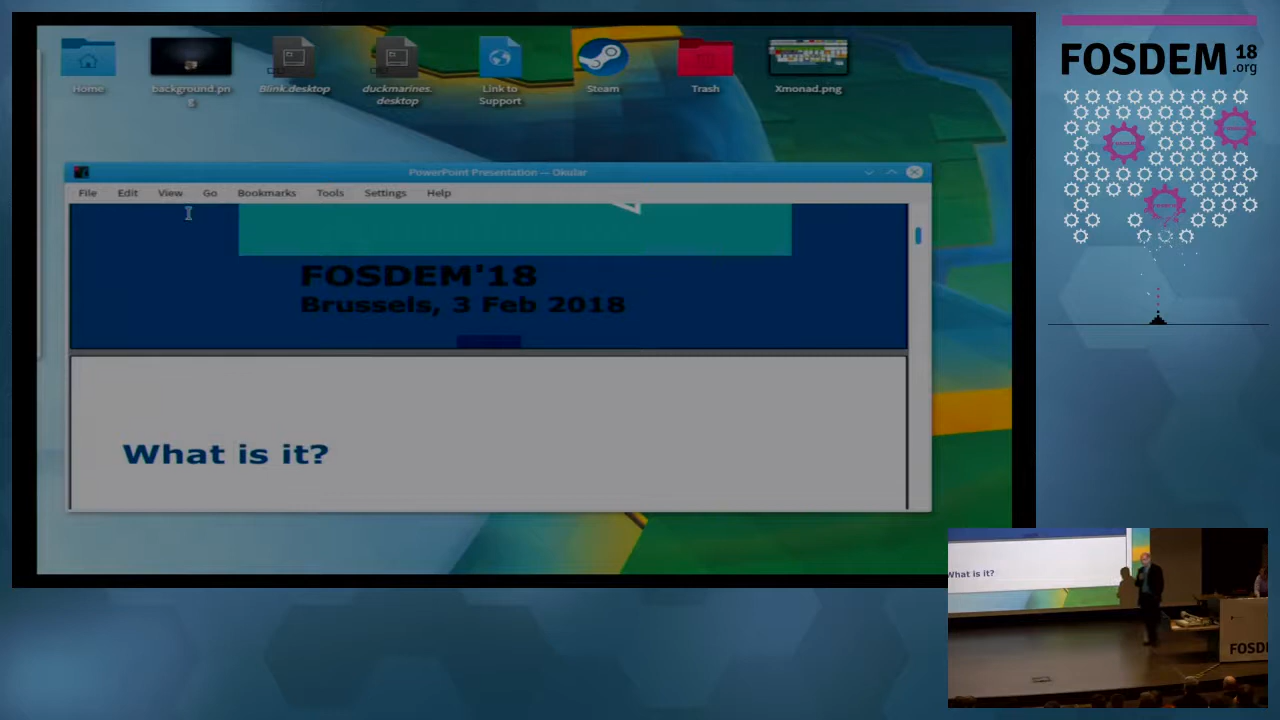 Home
background.pn
g
Blink.desktop
duckmarines.
desktop
Link to
Support
Steam
Trash
Xmonad.png
PowerPoint Presentation — Okular
File Edit View Go Bookmarks Tools Settings Help
FOSDEM'18
Brussels, 3 Feb 2018
What is it?
FOSDEM 18
.org
What is it?
FOSD